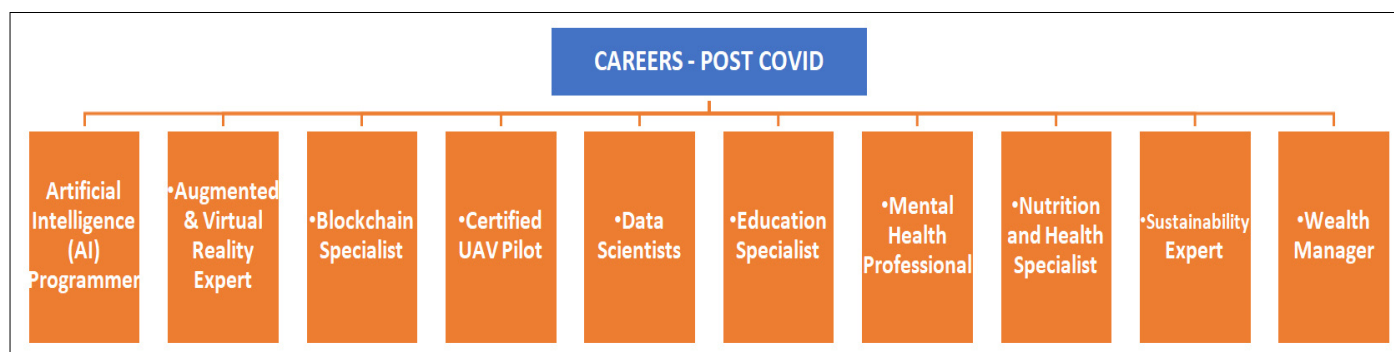 CAREERS - POST COVID
Artificial
Intelligence
(AI)
Programmer
•Augmented
& Virtual
Reality
Expert
•Blockchain
Specialist
•Certified
UAV Pilot
•Data
Scientists
•Education
Specialist
•Mental
Health
Professional
•Nutrition
and Health
Specialist
•Sustainability
Expert
•Wealth
Manager